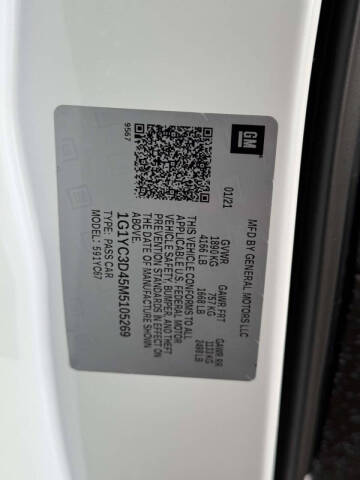 GM
MFD BY GENERAL MOTORS LLC
01/21
GVWR
1890 KG
4166 LB
GAWR FRT
757 KG
1668 LB
GAWR RR
1133 KG
2498 LB
THIS VEHICLE CONFORMS TO ALL
APPLICABLE U.S. FEDERAL MOTOR
VEHICLE SAFETY, BUMPER, AND THEFT
PREVENTION STANDARDS IN EFFECT ON
THE DATE OF MANUFACTURE SHOWN ABOVE.
1G1YC3D45M5105269
TYPE: PASS CAR
MODEL: 591YC67
9567